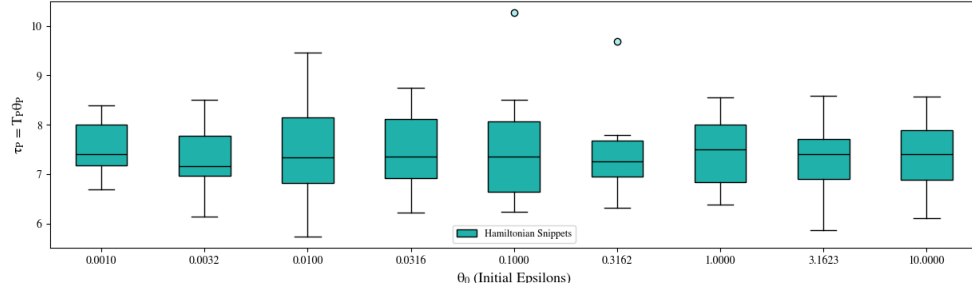 10
9
8
7
6
τP = TPθP
Hamiltonian Snippets
0.0010 0.0032 0.0100 0.0316 0.1000 0.3162 1.0000 3.1623 10.0000
θ0 (Initial Epsilons)